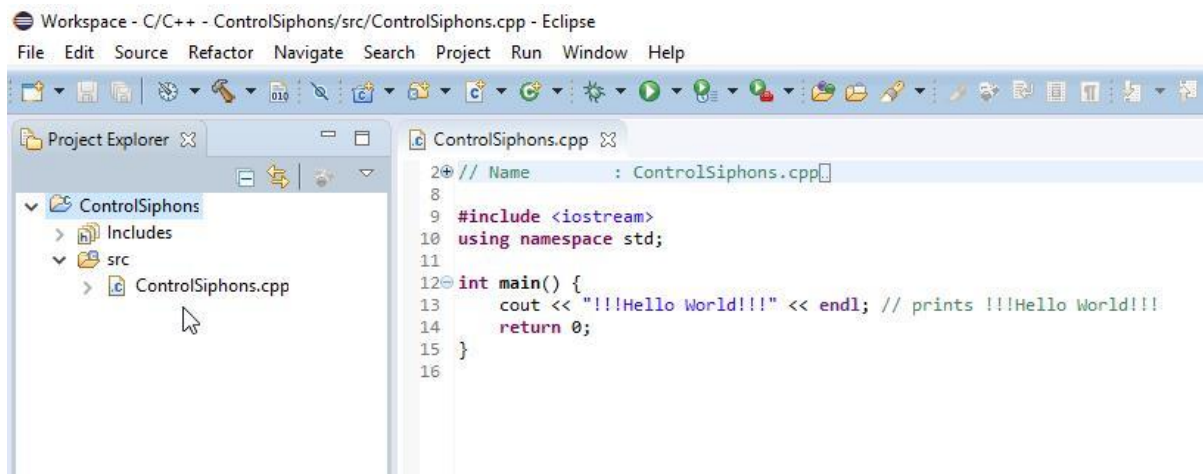 Workspace - C/C++ - ControlSiphons/src/ControlSiphons.cpp - Eclipse
File Edit Source Refactor Navigate Search Project Run Window Help
Project Explorer
ControlSiphons
Includes
src
ControlSiphons.cpp
ControlSiphons.cpp
2 // Name : ControlSiphons.cpp
8
9 #include <iostream>
10 using namespace std;
11
12 int main() {
13 cout << "!!!Hello World!!!" << endl; // prints !!!Hello World!!!
14 return 0;
15 }
16